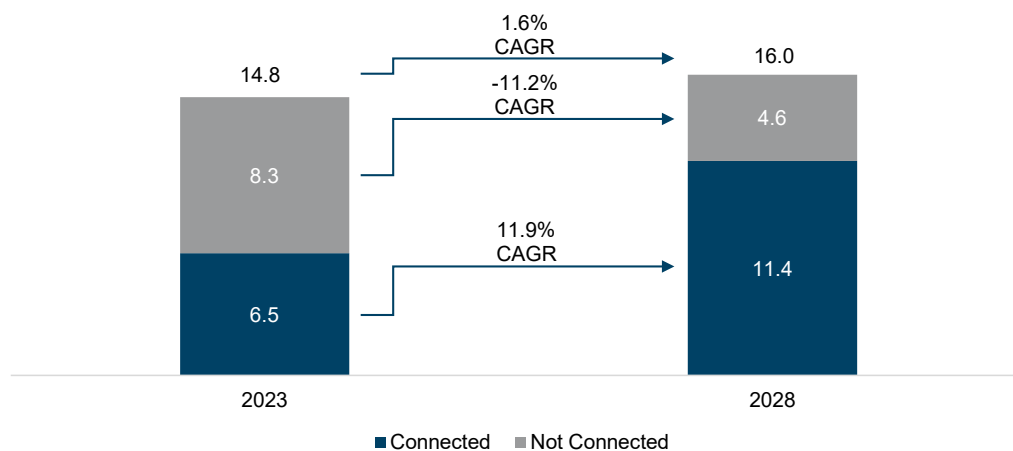 1.6%
CAGR
14.8
16.0
-11.2%
CAGR
4.6
8.3
11.9%
CAGR
11.4
6.5
2023
2028
Connected
Not Connected